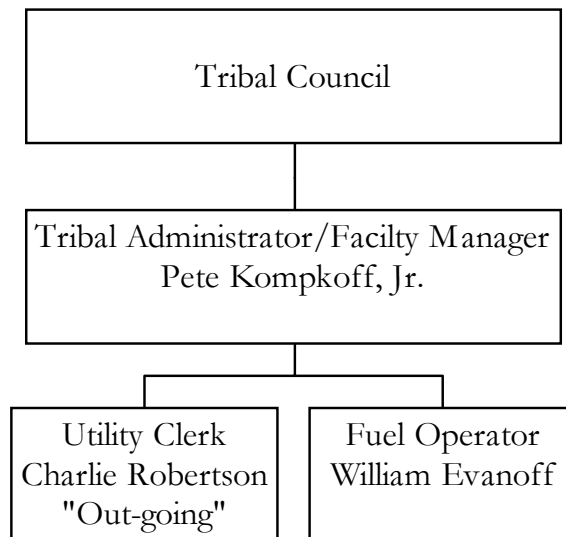 Tribal Council
Tribal Administrator/Facilty Manager
Pete Kompkoff, Jr.
Utility Clerk
Charlie Robertson
"Out-going"
Fuel Operator
William Evanoff